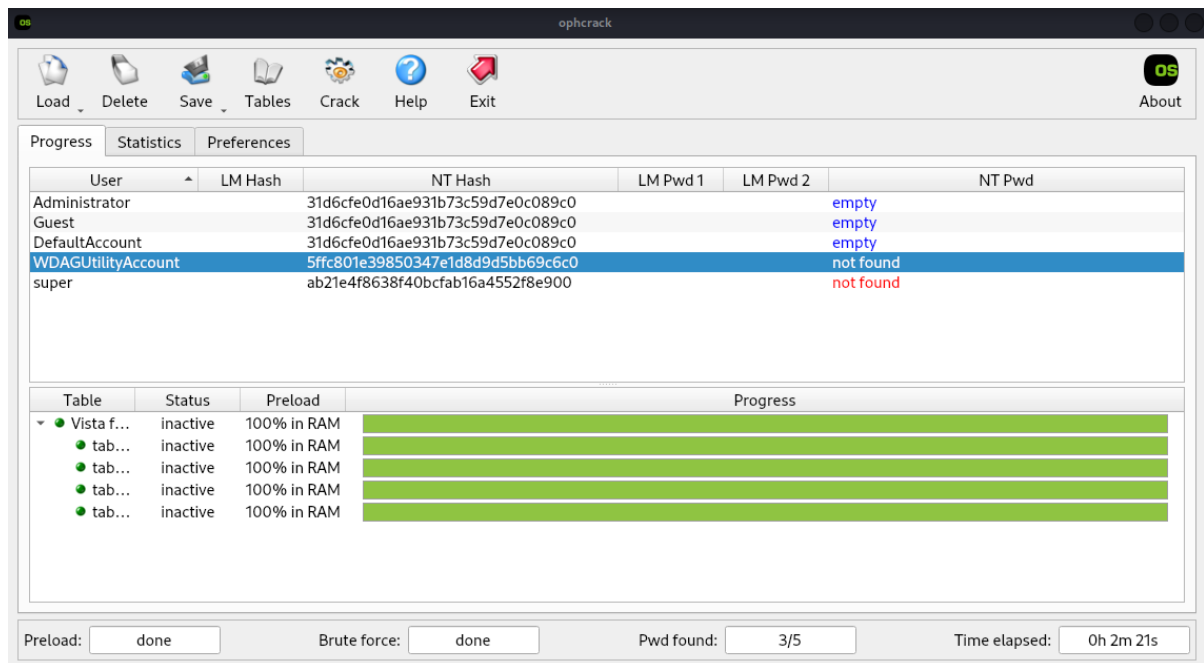 os ophcrack
Load Delete Save Tables Crack Help Exit OS About
Progress Statistics Preferences
User LM Hash NT Hash LM Pwd 1 LM Pwd 2 NT Pwd
Administrator 31d6cfe0d16ae931b73c59d7e0c089c0 empty
Guest 31d6cfe0d16ae931b73c59d7e0c089c0 empty
DefaultAccount 31d6cfe0d16ae931b73c59d7e0c089c0 empty
WDAGUtilityAccount 5ffc801e39850347e1d8d9d5bb69c6c0 not found
super ab21e4f8638f40bcfab16a4552f8e900 not found
Table Status Preload Progress
Vista f... inactive 100% in RAM
tab... inactive 100% in RAM
tab... inactive 100% in RAM
tab... inactive 100% in RAM
tab... inactive 100% in RAM
Preload: done Brute force: done Pwd found: 3/5 Time elapsed: 0h 2m 21s